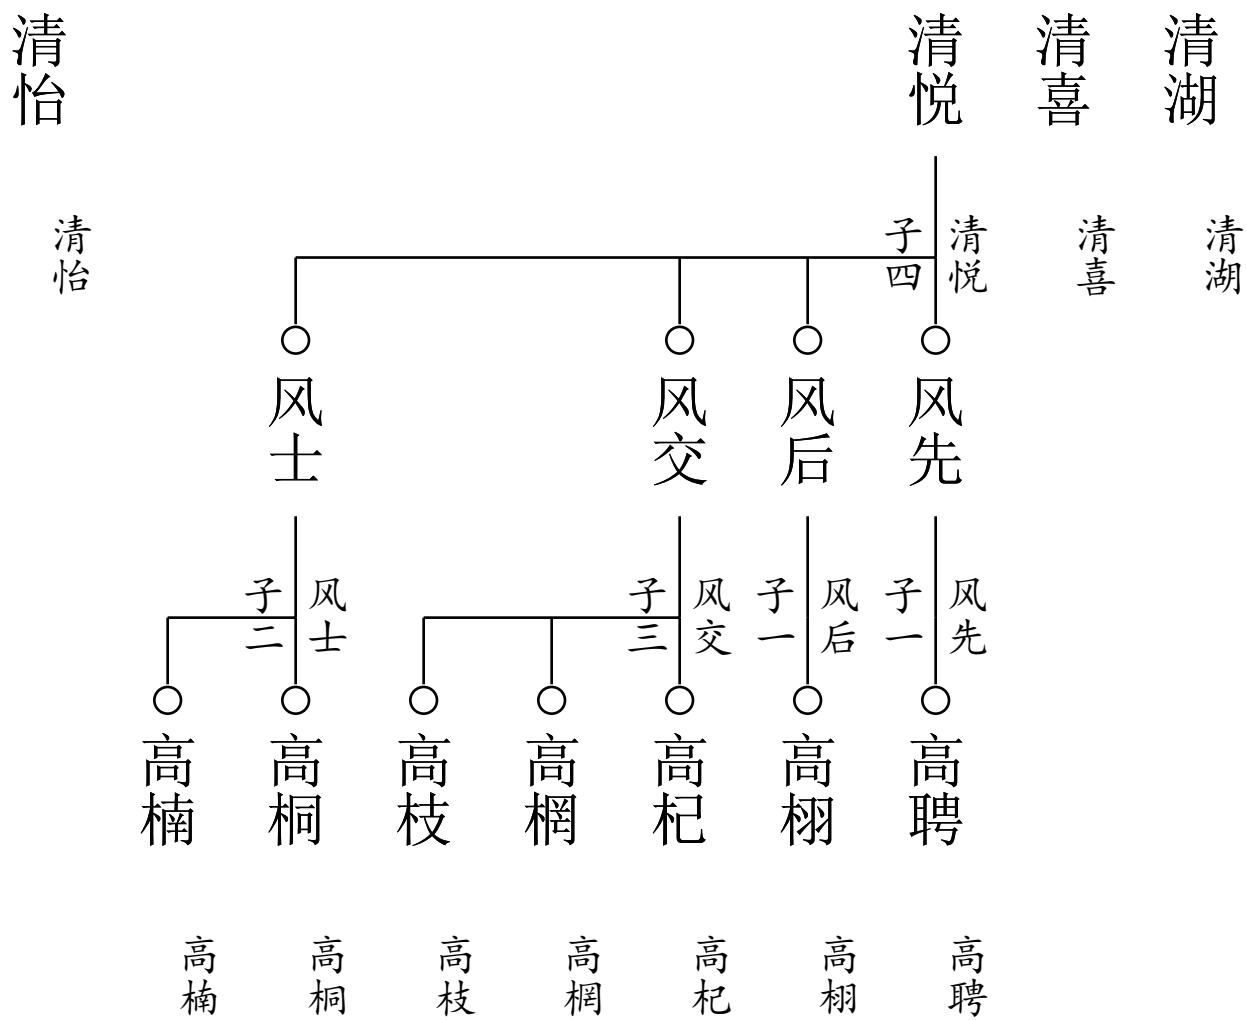 清湖
清喜
清悦
清怡
清湖
清喜
清悦
子四
清怡
风先
风后
风交
风士
风先
子一
风后
子一
风交
子三
风士
子二
高聘
高栩
高杞
高棢
高枝
高桐
高楠
高聘
高栩
高杞
高棢
高枝
高桐
高楠